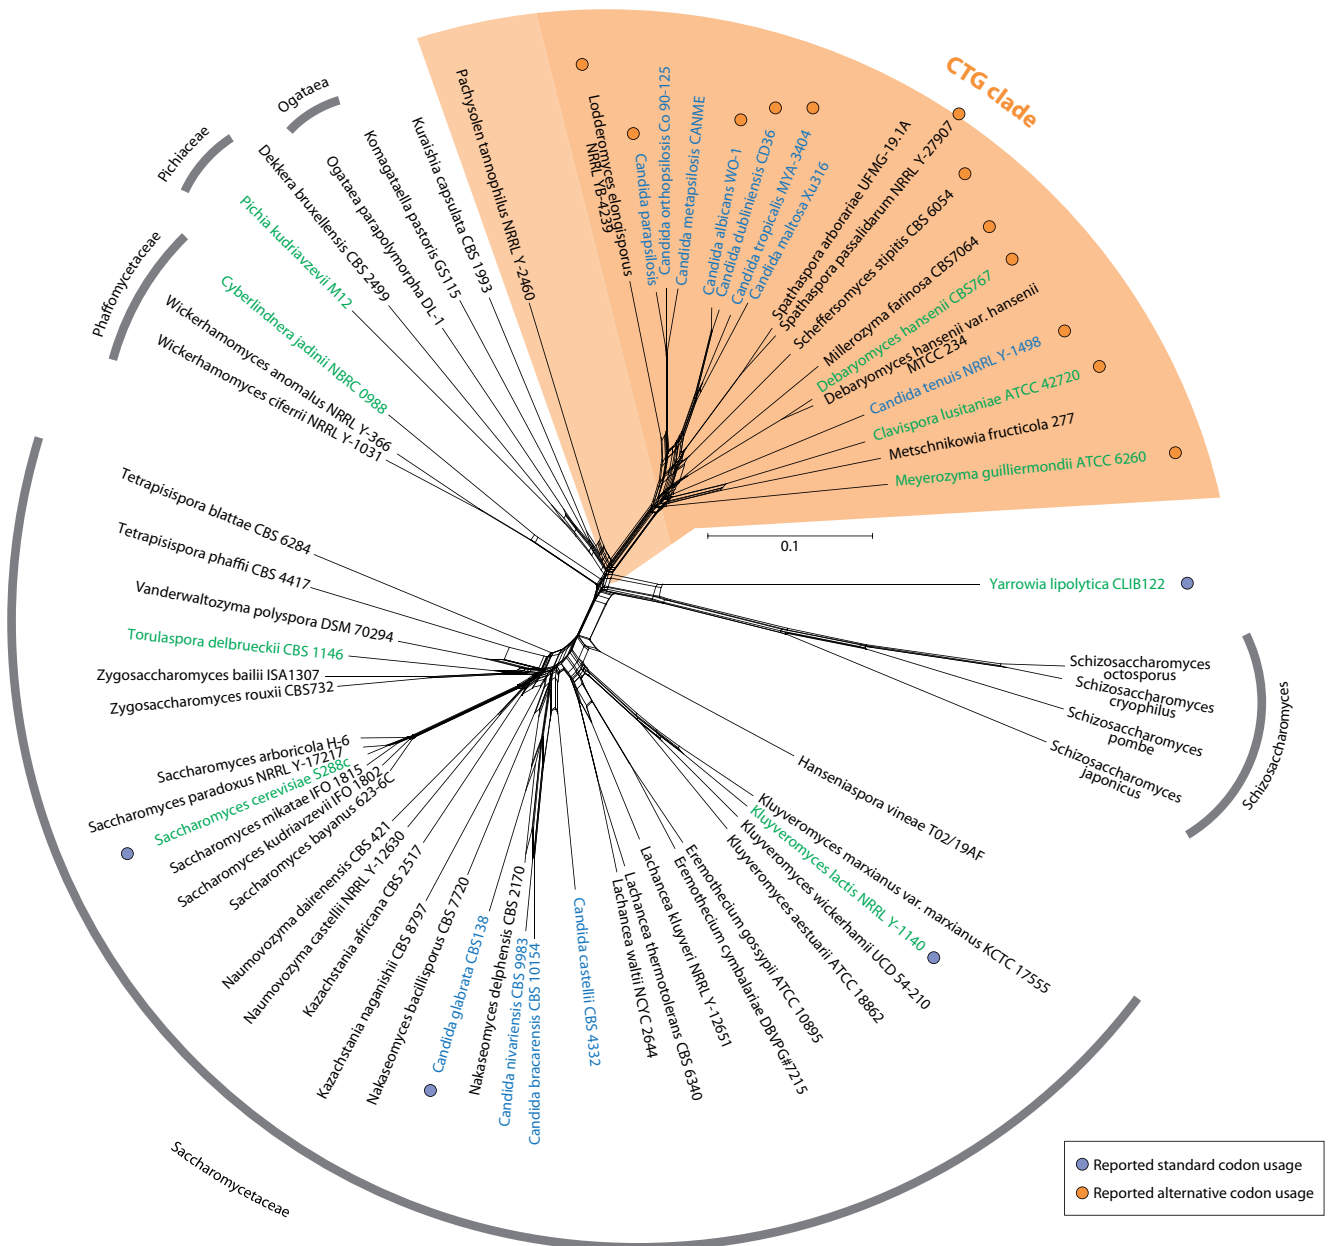 CTG clade
Ogataea
Pichiaceae
Phaffomycetaceae
Pachysolen tannophilus NRRL Y-2460
Kuraishia capsulata CBS 1993
Komagataella pastoris GS115
Ogataea parapolymorpha DL-1
Dekkera bruxellensis CBS 2499
Pichia kudriavzevii M12
Cyberlindnera jadinii NBRC 0988
Wickerhamomyces anomalus NRRL Y-366
Wickerhamomyces ciferrii NRRL Y-1031
Lodderomyces elongisporus
NRRL YB-4239
Candida parapsilosis
Candida orthopsilosis Co 90-125
Candida metapsilosis CANME
Candida albicans WO-1
Candida dubliniensis CD36
Candida tropicalis MYA-3404
Candida maltosa Xu316
Spathaspora arborariae UFMG-19.1A
Spathaspora passalidarum NRRL Y-27907
Scheffersomyces stipitis CBS 6054
Millerozyma farinosa CBS7064
Debaryomyces hansenii CBS767
Debaryomyces hansenii var. hansenii
MTCC 234
Candida tenuis NRRL Y-1498
Clavispora lusitaniae ATCC 42720
Metschnikowia fructicola 277
Meyerozyma guilliermondii ATCC 6260
0.1
Yarrowia lipolytica CLIB122
Schizosaccharomyces
octosporus
Schizosaccharomyces
cryophilus
Schizosaccharomyces
pombe
Schizosaccharomyces
japonicus
Schizosaccharomyces
Hanseniaspora vineae T02/19AF
Kluyveromyces marxianus var. marxianus KCTC 17555
Kluyveromyces lactis NRRL Y-1140
Kluyveromyces wickerhamii UCD 54-210
Kluyveromyces aestuarii ATCC 18862
Eremothecium gossypii ATCC 10895
Eremothecium cymbalariae DBVPG#7215
Lachancea kluyveri NRRL Y-12651
Lachancea thermotolerans CBS 6340
Lachancea waltii NCYC 2644
Candida castellii CBS 4332
Candida bracarensis CBS 10154
Candida nivariensis CBS 9983
Nakaseomyces delphensis CBS 2170
Candida glabrata CBS138
Nakaseomyces bacillisporus CBS 7720
Kazachstania naganishii CBS 8797
Kazachstania africana CBS 2517
Naumovozyma castellii NRRL Y-12630
Naumovozyma dairenensis CBS 421
Saccharomyces bayanus 623-6C
Saccharomyces kudriavzevii IFO 1802
Saccharomyces mikatae IFO 1815
Saccharomyces cerevisiae S288c
Saccharomyces paradoxus NRRL Y-17217
Saccharomyces arboricola H-6
Zygosaccharomyces rouxii CBS732
Zygosaccharomyces bailii ISA1307
Torulaspora delbrueckii CBS 1146
Vanderwaltozyma polyspora DSM 70294
Tetrapisispora phaffii CBS 4417
Tetrapisispora blattae CBS 6284
Saccharomycetaceae
Reported standard codon usage
Reported alternative codon usage